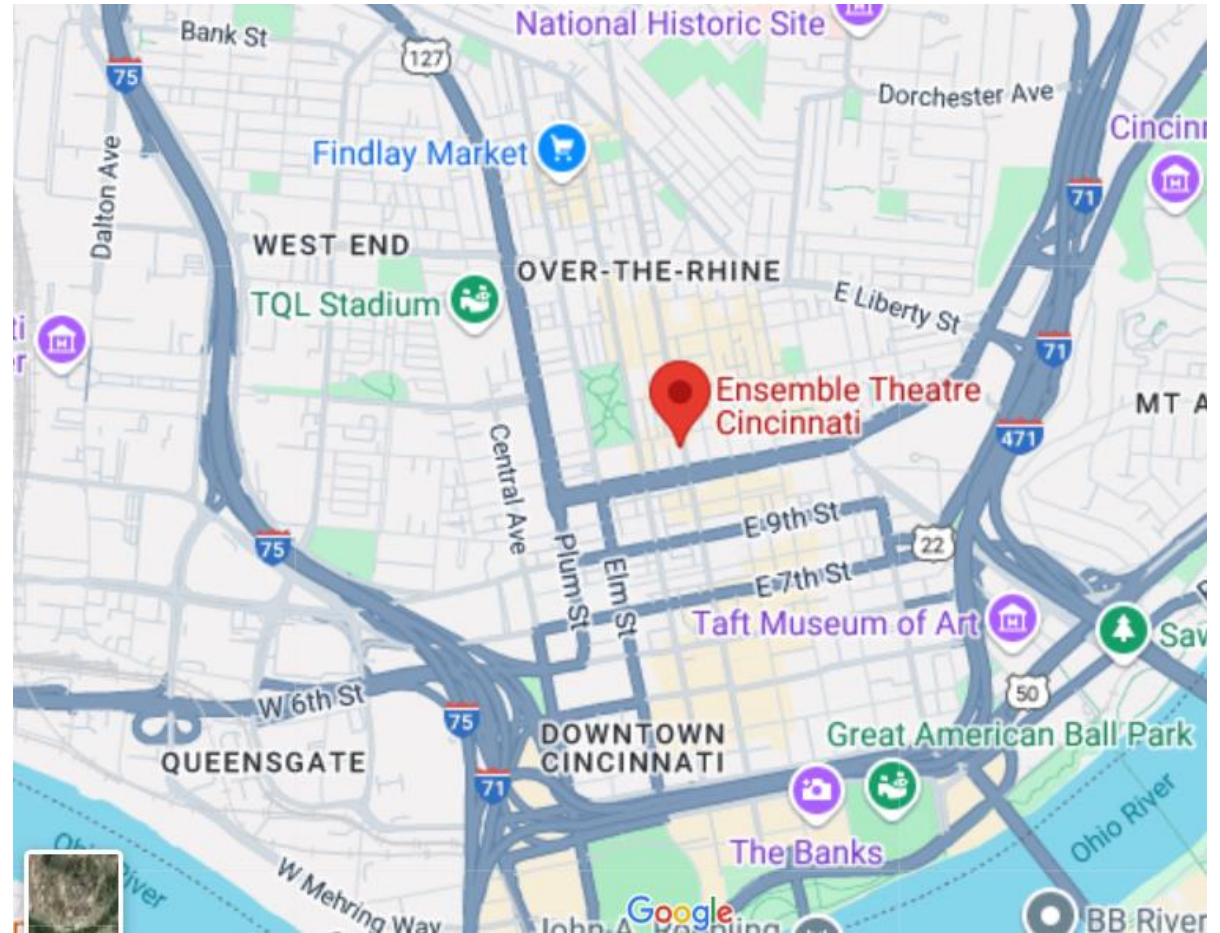 National Historic Site
Bank St
127
75
Dorchester Ave
Findlay Market
71
Dalton Ave
WEST END
OVER-THE-RHINE
TQL Stadium
E Liberty St
71
Ensemble Theatre
Cincinnati
MT A
471
Central Ave
E 9th St
75
22
Plum St
Elm St
E 7th St
Taft Museum of Art
50
W 6th St
75
DOWNTOWN
CINCINNATI
QUEENSGATE
Great American Ball Park
71
The Banks
Ohio River
Ohio River
W Mehring Way
Google
BB River